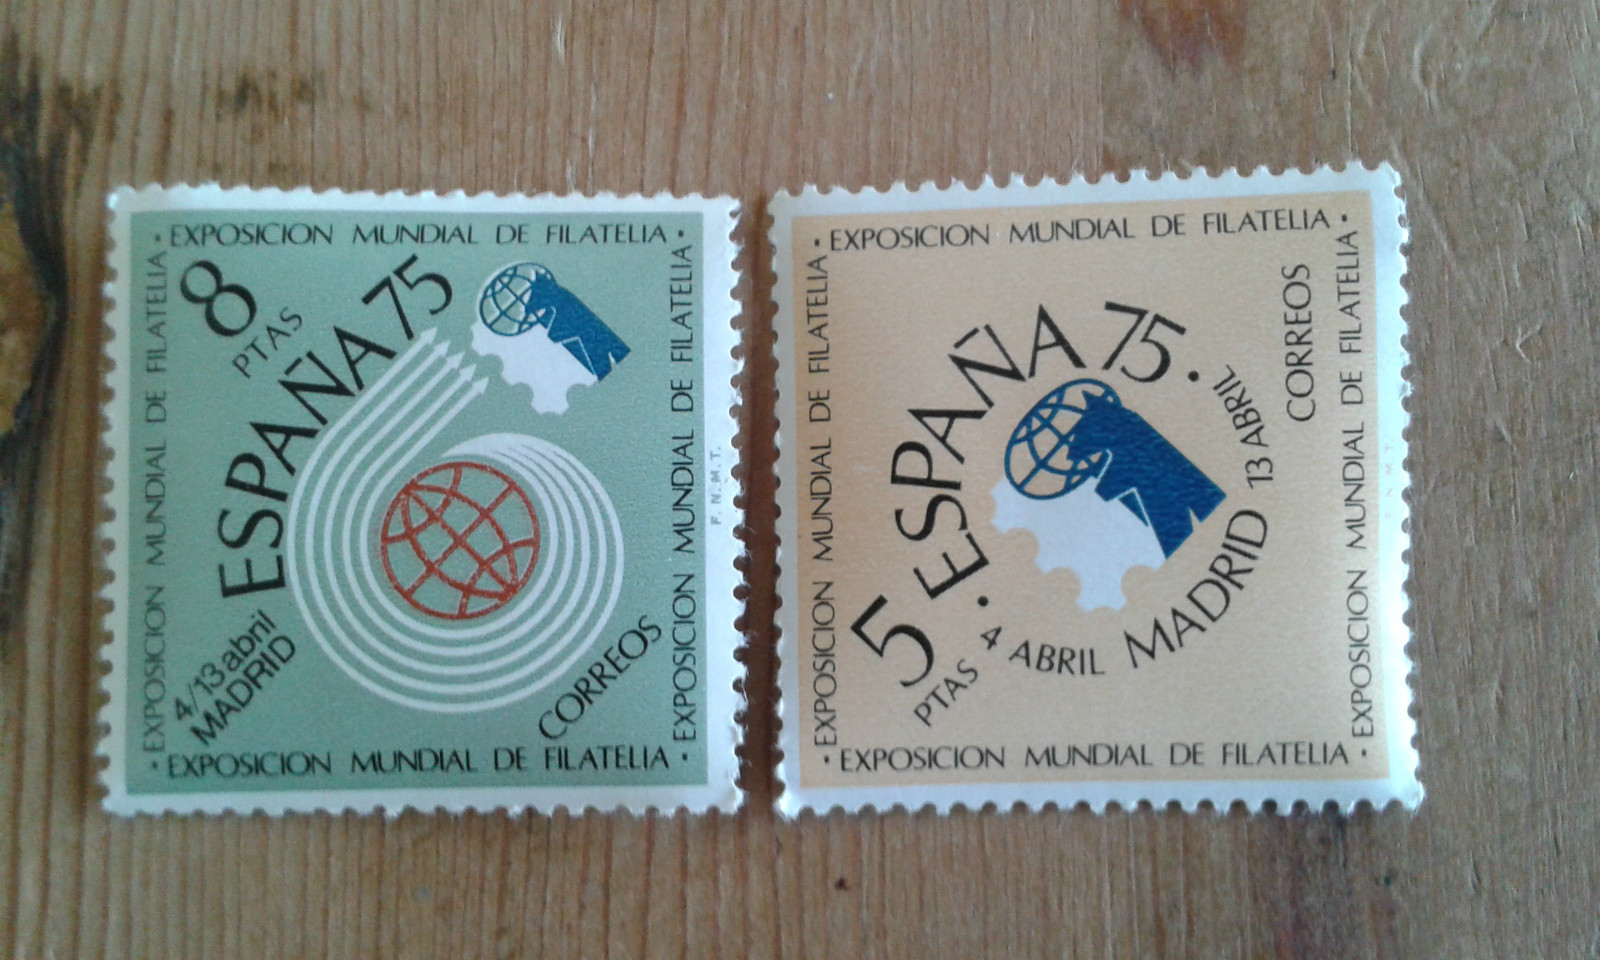 · EXPOSICION MUNDIAL DE FILATELIA ·
EXPOSICION MUNDIAL DE FILATELIA
8
PTAS
ESPAÑA 75
4/13 abril
MADRID
CORREOS
EXPOSICION MUNDIAL DE FILATELIA
· EXPOSICION MUNDIAL DE FILATELIA ·
F. N. M. T.
· EXPOSICION MUNDIAL DE FILATELIA ·
EXPOSICION MUNDIAL DE FILATELIA
5
PTAS
· ESPAÑA 75 ·
4 ABRIL MADRID 13 ABRIL
CORREOS
EXPOSICION MUNDIAL DE FILATELIA
· EXPOSICION MUNDIAL DE FILATELIA ·